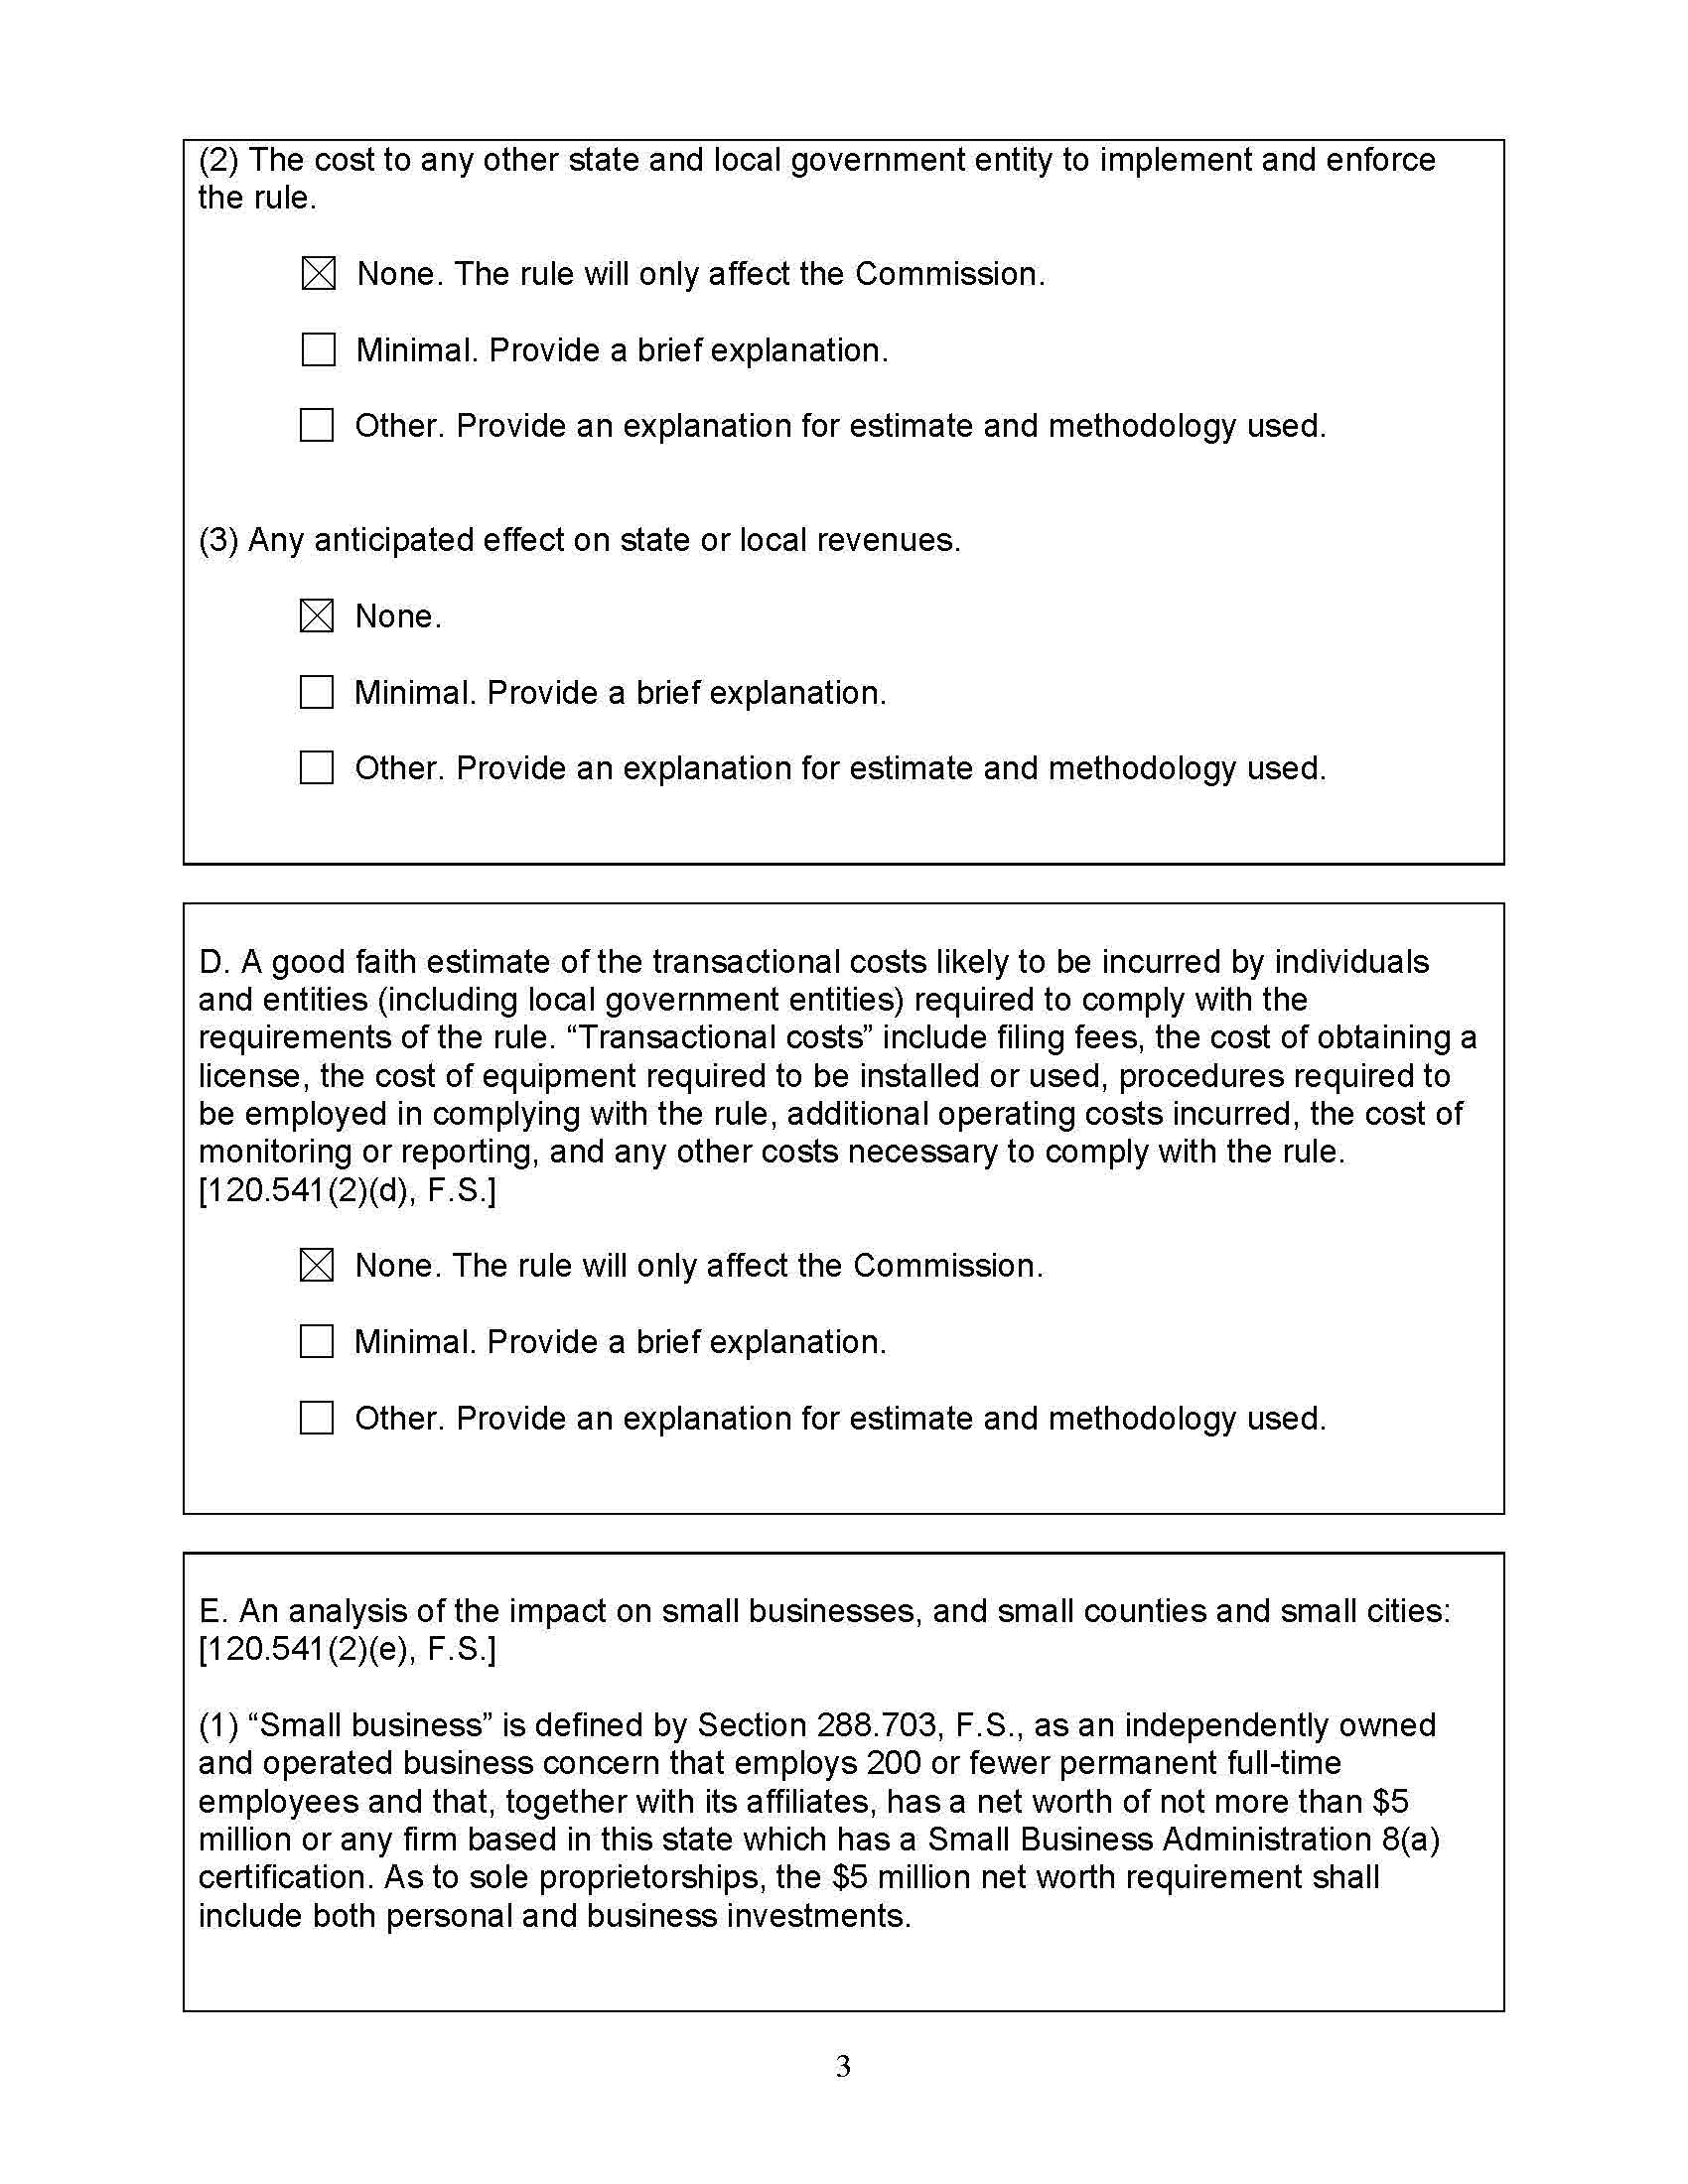 (2) The cost to any other state and local government entity to implement and enforce
the rule.
☒ None. The rule will only affect the Commission.
☐ Minimal. Provide a brief explanation.
☐ Other. Provide an explanation for estimate and methodology used.
(3) Any anticipated effect on state or local revenues.
☒ None.
☐ Minimal. Provide a brief explanation.
☐ Other. Provide an explanation for estimate and methodology used.
D. A good faith estimate of the transactional costs likely to be incurred by individuals
and entities (including local government entities) required to comply with the
requirements of the rule. “Transactional costs” include filing fees, the cost of obtaining a
license, the cost of equipment required to be installed or used, procedures required to
be employed in complying with the rule, additional operating costs incurred, the cost of
monitoring or reporting, and any other costs necessary to comply with the rule.
[120.541(2)(d), F.S.]
☒ None. The rule will only affect the Commission.
☐ Minimal. Provide a brief explanation.
☐ Other. Provide an explanation for estimate and methodology used.
E. An analysis of the impact on small businesses, and small counties and small cities:
[120.541(2)(e), F.S.]
(1) “Small business” is defined by Section 288.703, F.S., as an independently owned
and operated business concern that employs 200 or fewer permanent full-time
employees and that, together with its affiliates, has a net worth of not more than $5
million or any firm based in this state which has a Small Business Administration 8(a)
certification. As to sole proprietorships, the $5 million net worth requirement shall
include both personal and business investments.
3